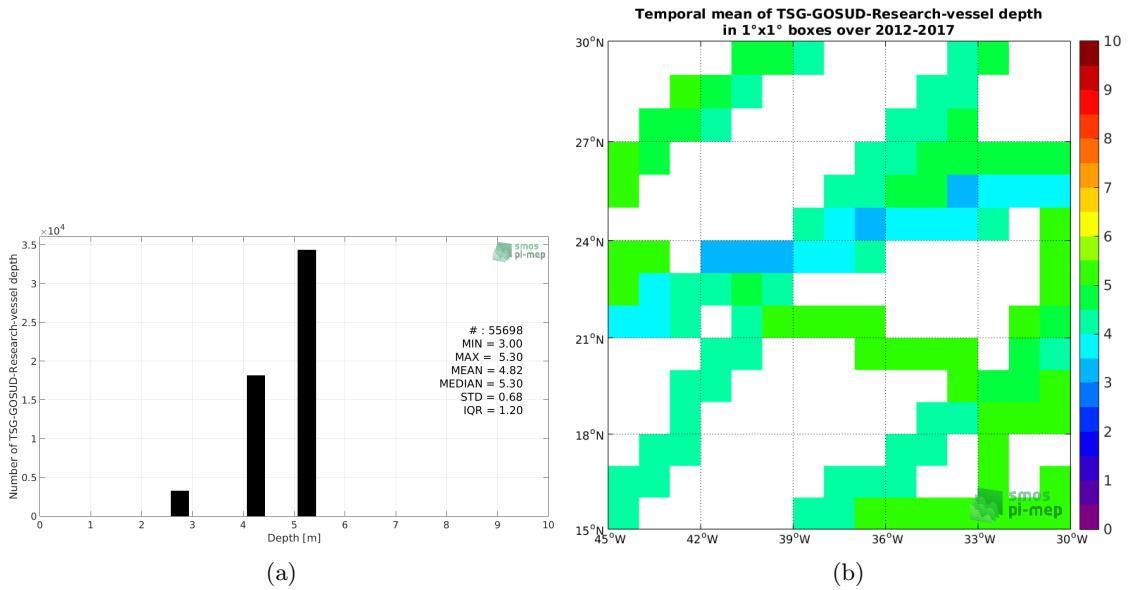 ×10⁴
3.5
3
2.5
2
1.5
1
0.5
0
Number of TSG-GOSUD-Research-vessel depth
smos
pi-mep
# : 55698
MIN = 3.00
MAX = 5.30
MEAN = 4.82
MEDIAN = 5.30
STD = 0.68
IQR = 1.20
0 1 2 3 4 5 6 7 8 9 10
Depth [m]
(a)
Temporal mean of TSG-GOSUD-Research-vessel depth
in 1°x1° boxes over 2012-2017
30°N
27°N
24°N
21°N
18°N
15°N
45°W 42°W 39°W 36°W 33°W 30°W
smos
pi-mep
10
9
8
7
6
5
4
3
2
1
0
(b)